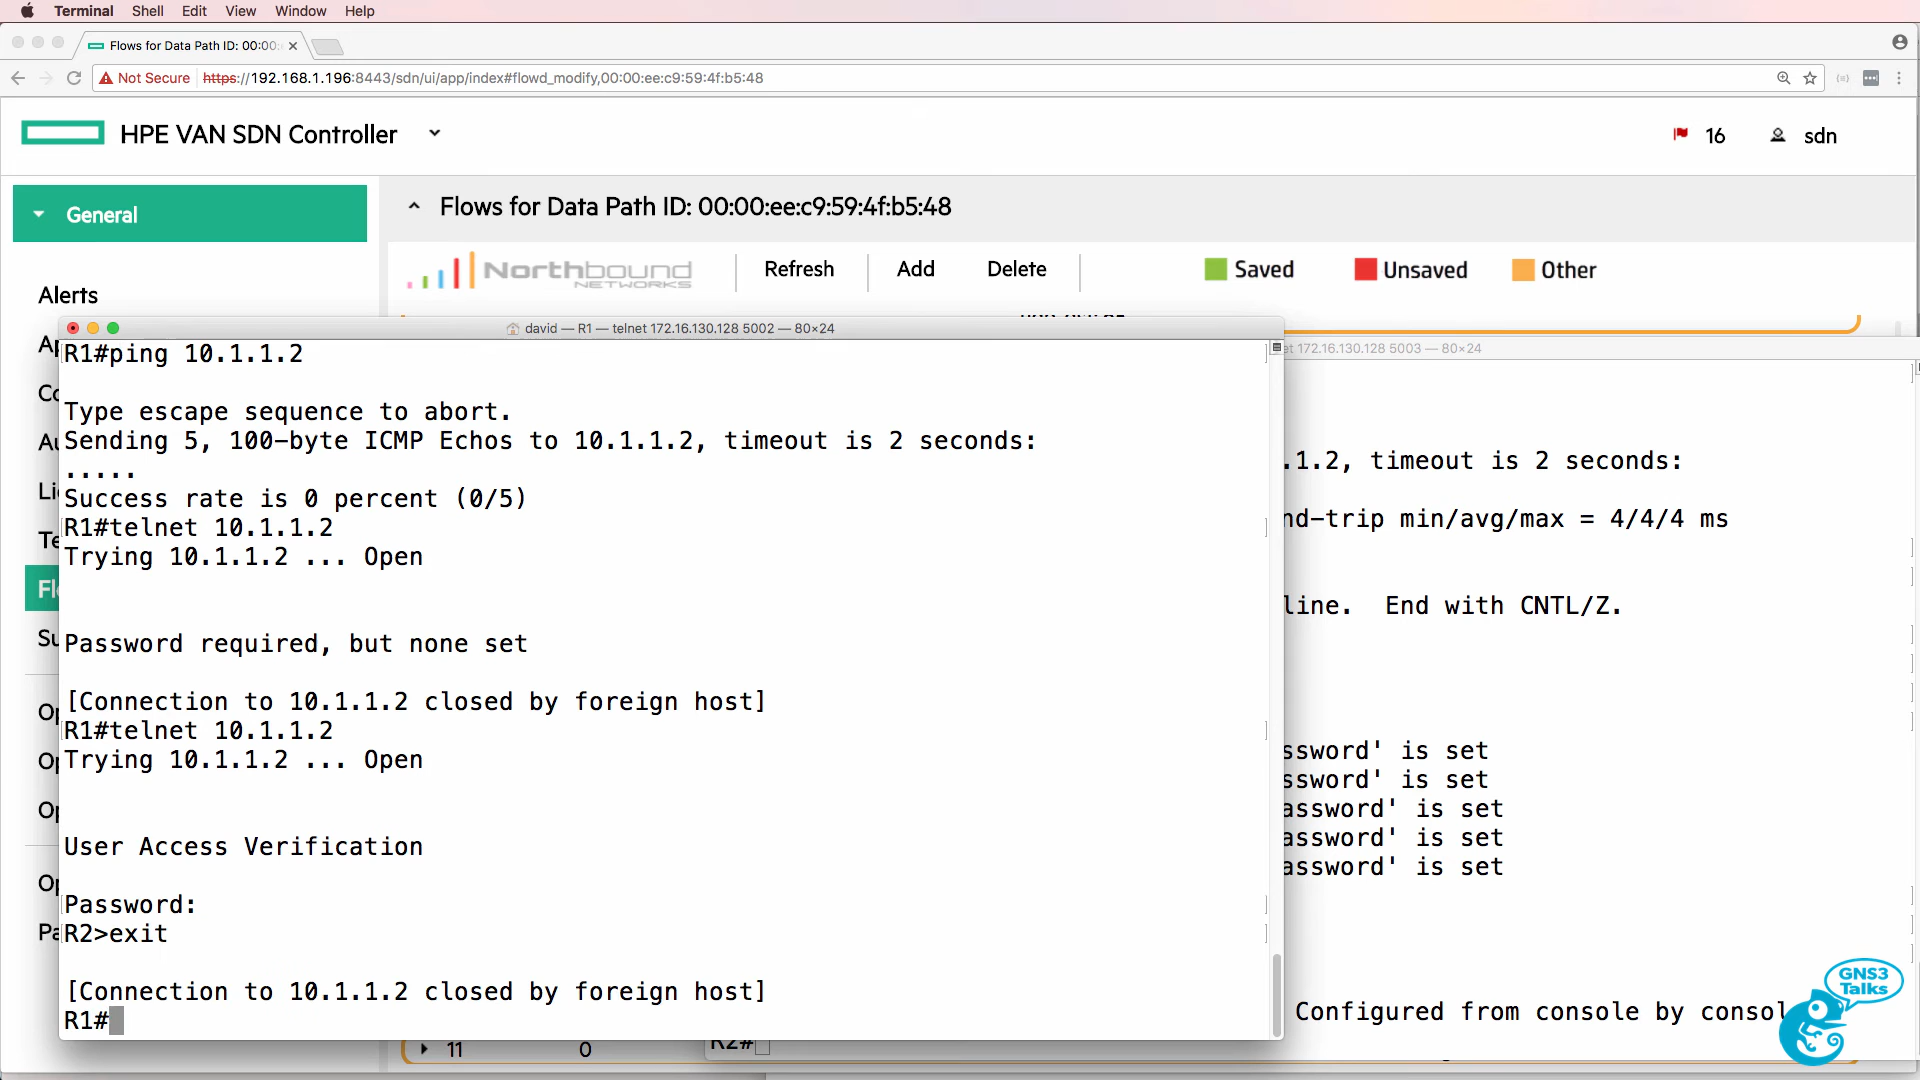 Terminal Shell Edit View Window Help
Flows for Data Path ID: 00:00:
Not Secure https://192.168.1.196:8443/sdn/ui/app/index#flowd_modify,00:00:ee:c9:59:4f:b5:48
HPE VAN SDN Controller
16 sdn
General
Flows for Data Path ID: 00:00:ee:c9:59:4f:b5:48
Northbound NETWORKS
Refresh Add Delete
Saved Unsaved Other
Alerts
david — R1 — telnet 172.16.130.128 5002 — 80×24
R1#ping 10.1.1.2
Type escape sequence to abort.
Sending 5, 100-byte ICMP Echos to 10.1.1.2, timeout is 2 seconds:
.....
Success rate is 0 percent (0/5)
R1#telnet 10.1.1.2
Trying 10.1.1.2 ... Open
Password required, but none set
[Connection to 10.1.1.2 closed by foreign host]
R1#telnet 10.1.1.2
Trying 10.1.1.2 ... Open
User Access Verification
Password:
R2>exit
[Connection to 10.1.1.2 closed by foreign host]
R1#
et 172.16.130.128 5003 — 80×24
.1.2, timeout is 2 seconds:
nd-trip min/avg/max = 4/4/4 ms
line. End with CNTL/Z.
ssword' is set
ssword' is set
assword' is set
assword' is set
assword' is set
Configured from console by consol
R2#
11 0
GNS3 Talks